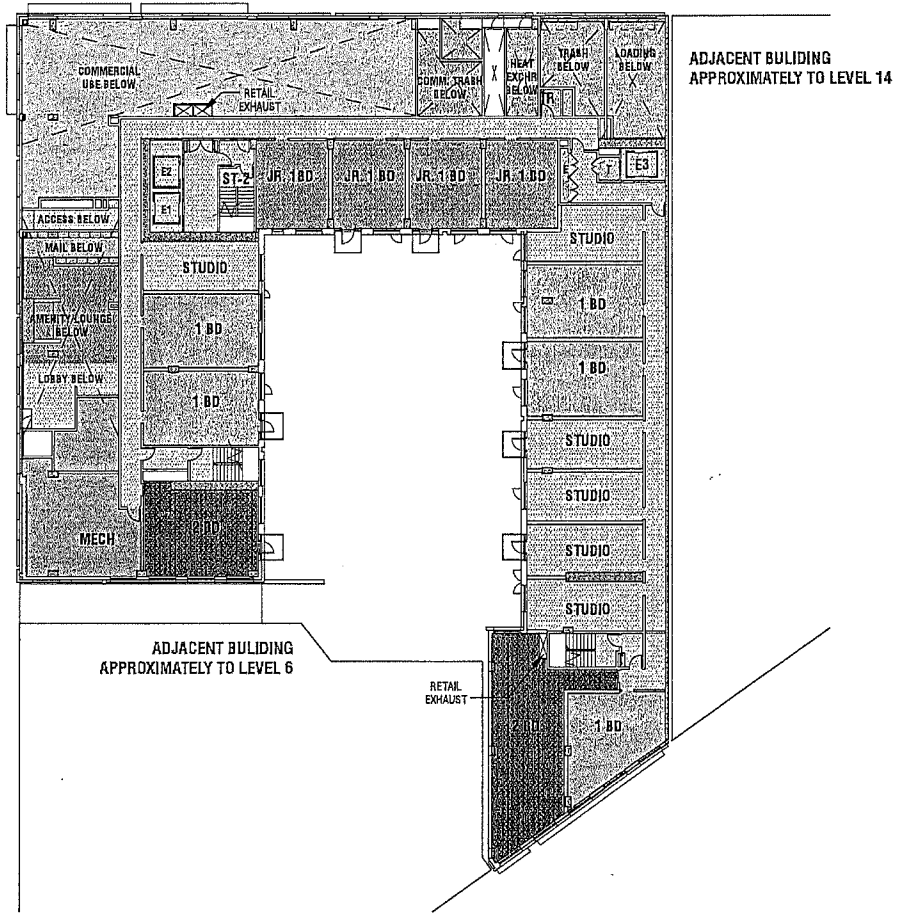 COMMERCIAL
USE BELOW
RETAIL
EXHAUST
COMM. TRASH
BELOW
X
HEAT
EXCHR
BELOW
TRASH
BELOW
LOADING
BELOW
TR
ADJACENT BULIDING
APPROXIMATELY TO LEVEL 14
E2
E1
ST-2
JR. 1 BD
JR. 1 BD
JR. 1 BD
JR. 1 BD
E
T
E3
ACCESS BELOW
MAIL BELOW
AMENITY/LOUNGE
BELOW
LOBBY BELOW
MECH
STUDIO
1 BD
1 BD
2 BD
STUDIO
1 BD
1 BD
STUDIO
STUDIO
STUDIO
STUDIO
ADJACENT BULIDING
APPROXIMATELY TO LEVEL 6
RETAIL
EXHAUST
2 BD
1 BD